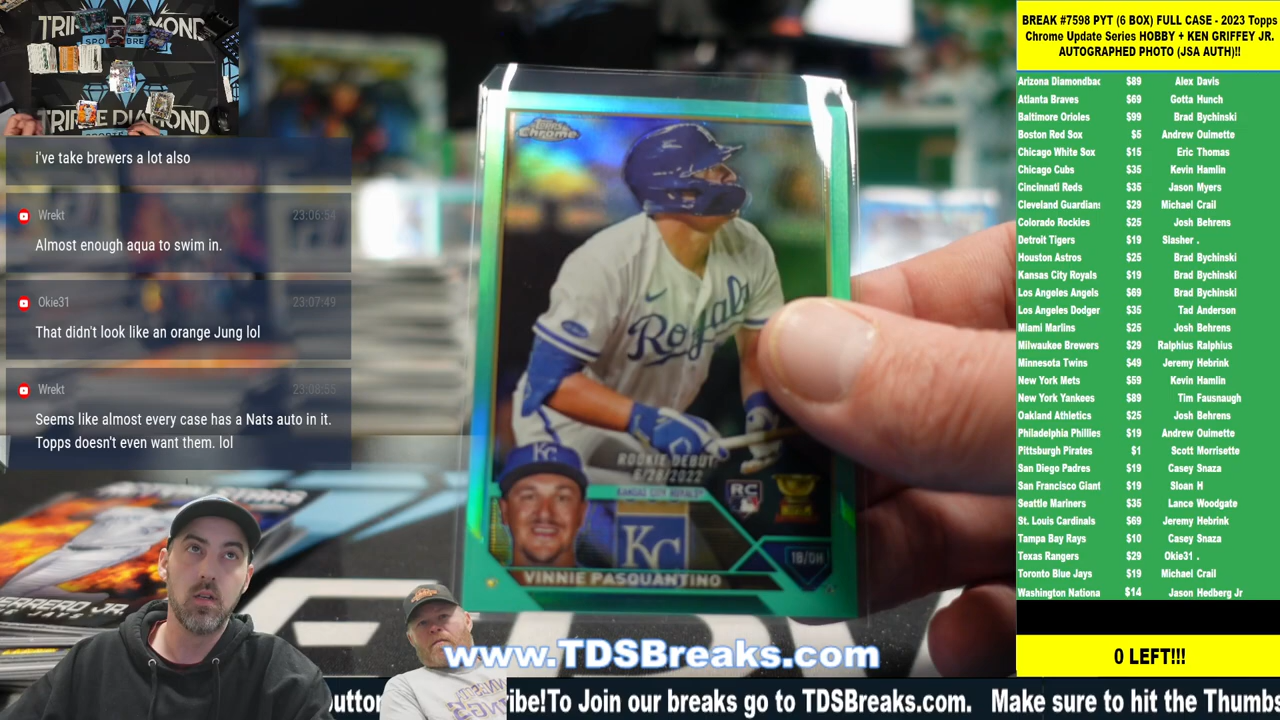 TRIPLE DIAMOND
TRIPLE DIAMOND
i've take brewers a lot also
Wrekt 23:06:54
Almost enough aqua to swim in.
Okie31 23:07:49
That didn't look like an orange Jung lol
Wrekt 23:08:55
Seems like almost every case has a Nats auto in it.
Topps doesn't even want them. lol
Topps
Chrome
Royals
KC
ROOKIE DEBUT
6/28/2022
KANSAS CITY ROYALS
RC
KC
1B/DH
VINNIE PASQUANTINO
www.TDSBreaks.com
ribe!To Join our breaks go to TDSBreaks.com. Make sure to hit the Thumbs
BREAK #7598 PYT (6 BOX) FULL CASE - 2023 Topps
Chrome Update Series HOBBY + KEN GRIFFEY JR.
AUTOGRAPHED PHOTO (JSA AUTH)!!
Arizona Diamondbac $89 Alex Davis
Atlanta Braves $69 Gotta Hunch
Baltimore Orioles $99 Brad Bychinski
Boston Red Sox $5 Andrew Ouimette
Chicago White Sox $15 Eric Thomas
Chicago Cubs $35 Kevin Hamlin
Cincinnati Reds $35 Jason Myers
Cleveland Guardians $29 Michael Crail
Colorado Rockies $25 Josh Behrens
Detroit Tigers $19 Slasher .
Houston Astros $25 Brad Bychinski
Kansas City Royals $19 Brad Bychinski
Los Angeles Angels $69 Brad Bychinski
Los Angeles Dodger $35 Tad Anderson
Miami Marlins $25 Josh Behrens
Milwaukee Brewers $29 Ralphius Ralphius
Minnesota Twins $49 Jeremy Hebrink
New York Mets $59 Kevin Hamlin
New York Yankees $89 Tim Fausnaugh
Oakland Athletics $25 Josh Behrens
Philadelphia Phillies $19 Andrew Ouimette
Pittsburgh Pirates $1 Scott Morrisette
San Diego Padres $19 Casey Snaza
San Francisco Giant $19 Sloan H
Seattle Mariners $35 Lance Woodgate
St. Louis Cardinals $69 Jeremy Hebrink
Tampa Bay Rays $10 Casey Snaza
Texas Rangers $29 Okie31 .
Toronto Blue Jays $19 Michael Crail
Washington Nationa $14 Jason Hedberg Jr
0 LEFT!!!